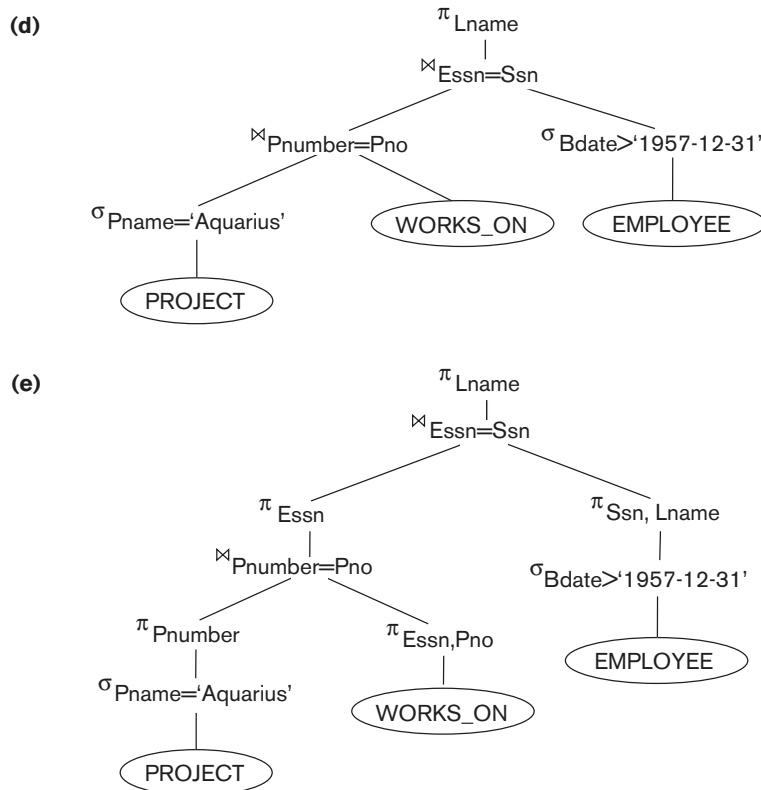 (d)
π Lname
⋈ Essn=Ssn
⋈ Pnumber=Pno
σ Bdate>‘1957-12-31’
σ Pname=‘Aquarius’
WORKS_ON
EMPLOYEE
PROJECT
(e)
π Lname
⋈ Essn=Ssn
π Essn
π Ssn, Lname
⋈ Pnumber=Pno
σ Bdate>‘1957-12-31’
π Pnumber
π Essn,Pno
EMPLOYEE
σ Pname=‘Aquarius’
WORKS_ON
PROJECT